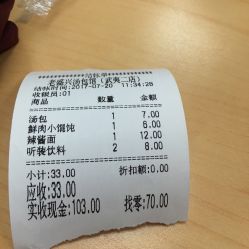 结帐单
老盛兴汤包馆（武夷二店）
结帐时间:2017-07-20 11:34:28
收银员:01
商品 数量 金额
汤包 1 7.00
鲜肉小馄饨 1 6.00
辣酱面 1 12.00
听装饮料 2 8.00
小计:33.00 折扣额:0.00
应收:33.00
实收现金:103.00 找零:70.00